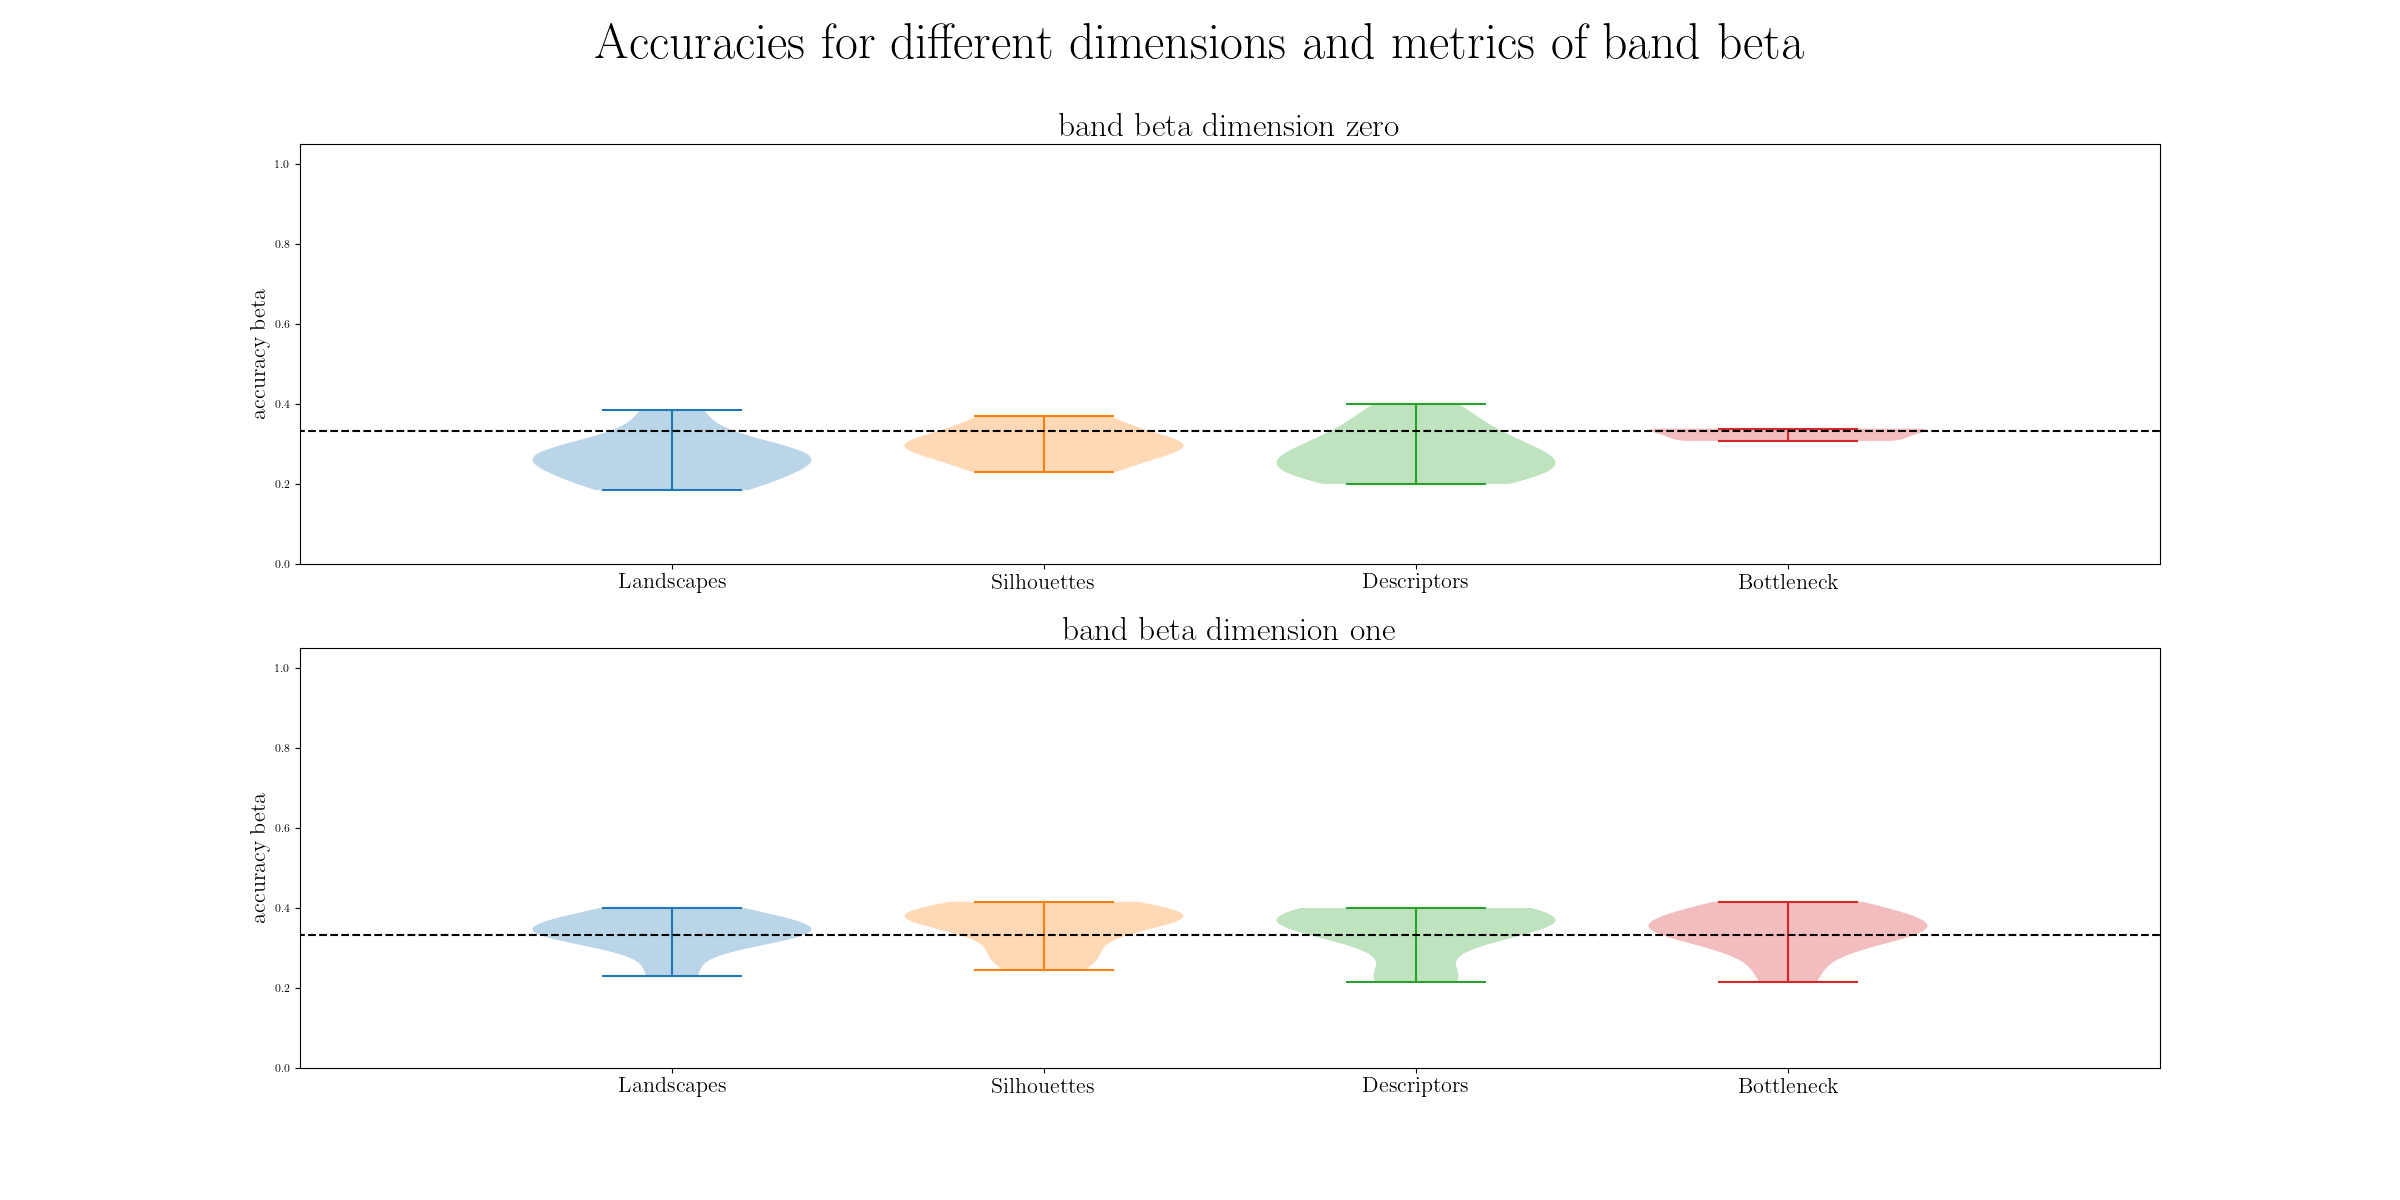 Accuracies for different dimensions and metrics of band beta
band beta dimension zero
accuracy beta
1.0
0.8
0.6
0.4
0.2
0.0
Landscapes Silhouettes Descriptors Bottleneck
band beta dimension one
accuracy beta
1.0
0.8
0.6
0.4
0.2
0.0
Landscapes Silhouettes Descriptors Bottleneck